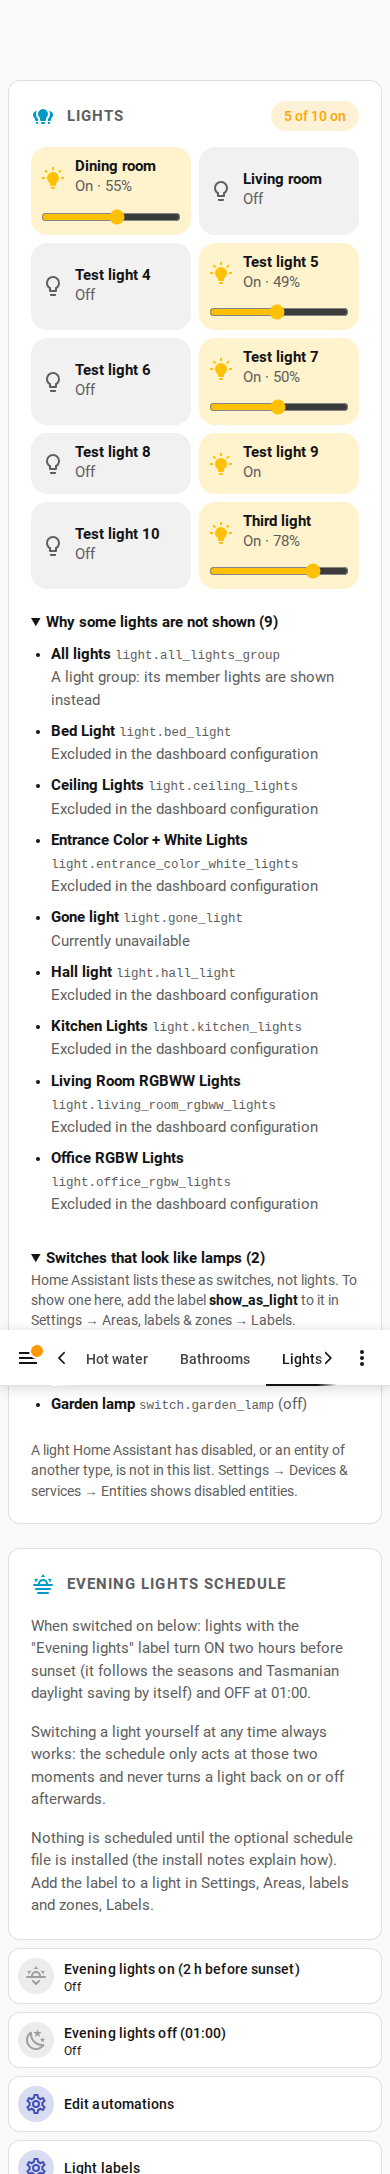 LIGHTS
5 of 10 on
Dining room
On · 55%
Living room
Off
Test light 4
Off
Test light 5
On · 49%
Test light 6
Off
Test light 7
On · 50%
Test light 8
Off
Test light 9
On
Test light 10
Off
Third light
On · 78%
▼ Why some lights are not shown (9)
• All lights light.all_lights_group
A light group: its member lights are shown
instead
• Bed Light light.bed_light
Excluded in the dashboard configuration
• Ceiling Lights light.ceiling_lights
Excluded in the dashboard configuration
• Entrance Color + White Lights
light.entrance_color_white_lights
Excluded in the dashboard configuration
• Gone light light.gone_light
Currently unavailable
• Hall light light.hall_light
Excluded in the dashboard configuration
• Kitchen Lights light.kitchen_lights
Excluded in the dashboard configuration
• Living Room RGBWW Lights
light.living_room_rgbww_lights
Excluded in the dashboard configuration
• Office RGBW Lights
light.office_rgbw_lights
Excluded in the dashboard configuration
▼ Switches that look like lamps (2)
Home Assistant lists these as switches, not lights. To
show one here, add the label show_as_light to it in
Settings → Areas, labels & zones → Labels.
Hot water
Bathrooms
Lights
• Garden lamp switch.garden_lamp (off)
A light Home Assistant has disabled, or an entity of
another type, is not in this list. Settings → Devices &
services → Entities shows disabled entities.
EVENING LIGHTS SCHEDULE
When switched on below: lights with the
"Evening lights" label turn ON two hours before
sunset (it follows the seasons and Tasmanian
daylight saving by itself) and OFF at 01:00.
Switching a light yourself at any time always
works: the schedule only acts at those two
moments and never turns a light back on or off
afterwards.
Nothing is scheduled until the optional schedule
file is installed (the install notes explain how).
Add the label to a light in Settings, Areas, labels
and zones, Labels.
Evening lights on (2 h before sunset)
Off
Evening lights off (01:00)
Off
Edit automations
Light labels